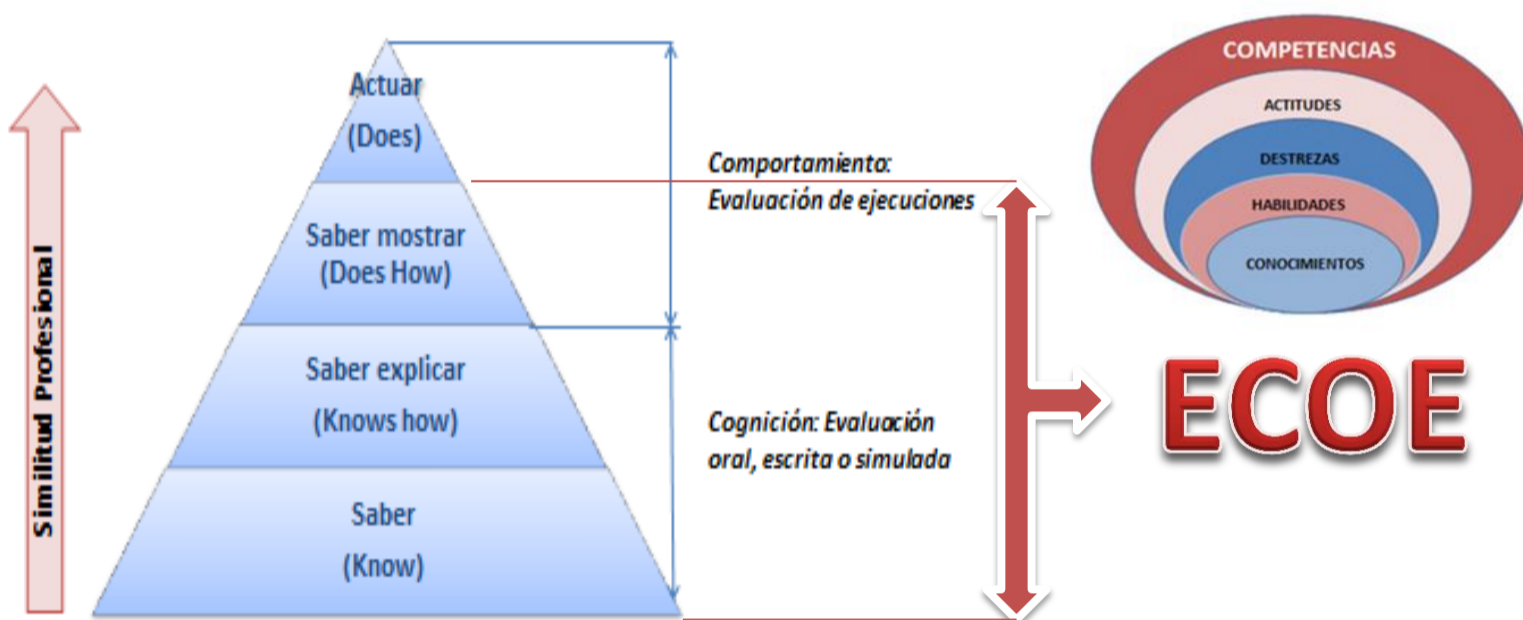 Similitud Profesional
Actuar
(Does)
Saber mostrar
(Does How)
Saber explicar
(Knows how)
Saber
(Know)
Comportamiento:
Evaluación de ejecuciones
Cognición: Evaluación
oral, escrita o simulada
COMPETENCIAS
ACTITUDES
DESTREZAS
HABILIDADES
CONOCIMIENTOS
ECOE